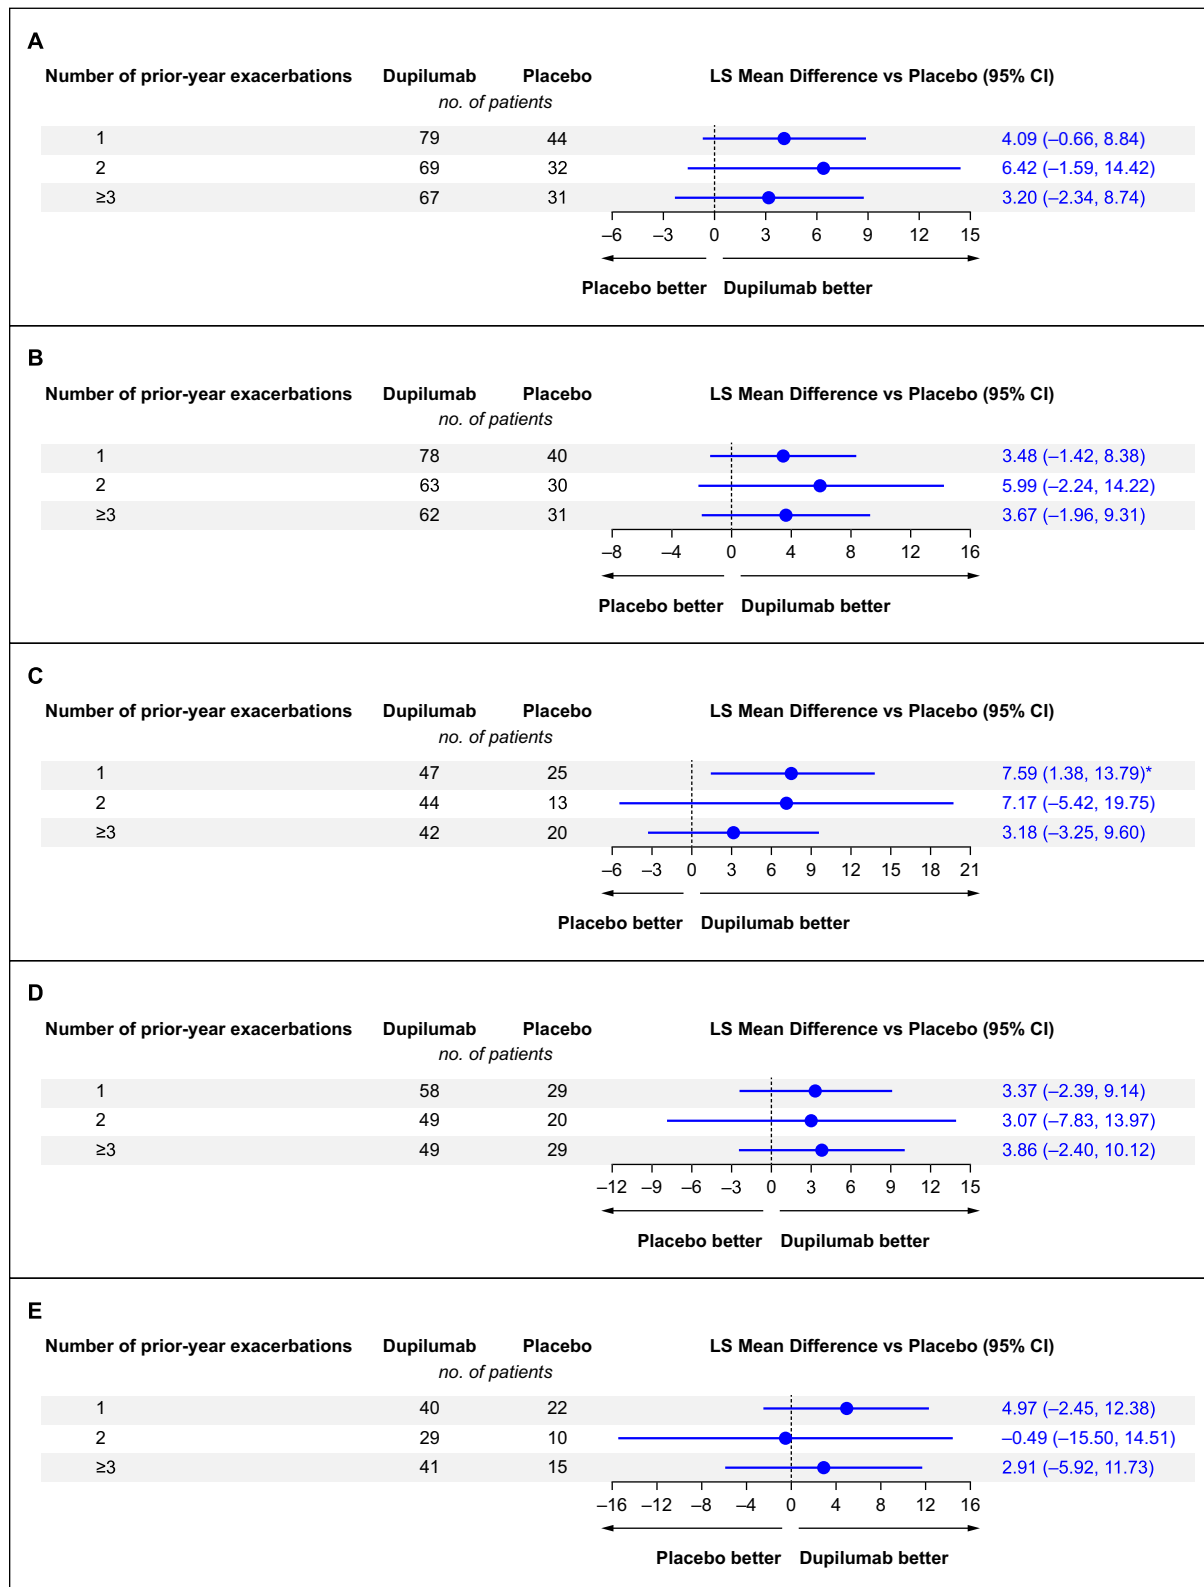 A
Number of prior-year exacerbations Dupilumab Placebo LS Mean Difference vs Placebo (95% CI)
no. of patients
1 79 44 4.09 (–0.66, 8.84)
2 69 32 6.42 (–1.59, 14.42)
≥3 67 31 3.20 (–2.34, 8.74)
–6 –3 0 3 6 9 12 15
Placebo better Dupilumab better
B
Number of prior-year exacerbations Dupilumab Placebo LS Mean Difference vs Placebo (95% CI)
no. of patients
1 78 40 3.48 (–1.42, 8.38)
2 63 30 5.99 (–2.24, 14.22)
≥3 62 31 3.67 (–1.96, 9.31)
–8 –4 0 4 8 12 16
Placebo better Dupilumab better
C
Number of prior-year exacerbations Dupilumab Placebo LS Mean Difference vs Placebo (95% CI)
no. of patients
1 47 25 7.59 (1.38, 13.79)*
2 44 13 7.17 (–5.42, 19.75)
≥3 42 20 3.18 (–3.25, 9.60)
–6 –3 0 3 6 9 12 15 18 21
Placebo better Dupilumab better
D
Number of prior-year exacerbations Dupilumab Placebo LS Mean Difference vs Placebo (95% CI)
no. of patients
1 58 29 3.37 (–2.39, 9.14)
2 49 20 3.07 (–7.83, 13.97)
≥3 49 29 3.86 (–2.40, 10.12)
–12 –9 –6 –3 0 3 6 9 12 15
Placebo better Dupilumab better
E
Number of prior-year exacerbations Dupilumab Placebo LS Mean Difference vs Placebo (95% CI)
no. of patients
1 40 22 4.97 (–2.45, 12.38)
2 29 10 –0.49 (–15.50, 14.51)
≥3 41 15 2.91 (–5.92, 11.73)
–16 –12 –8 –4 0 4 8 12 16
Placebo better Dupilumab better